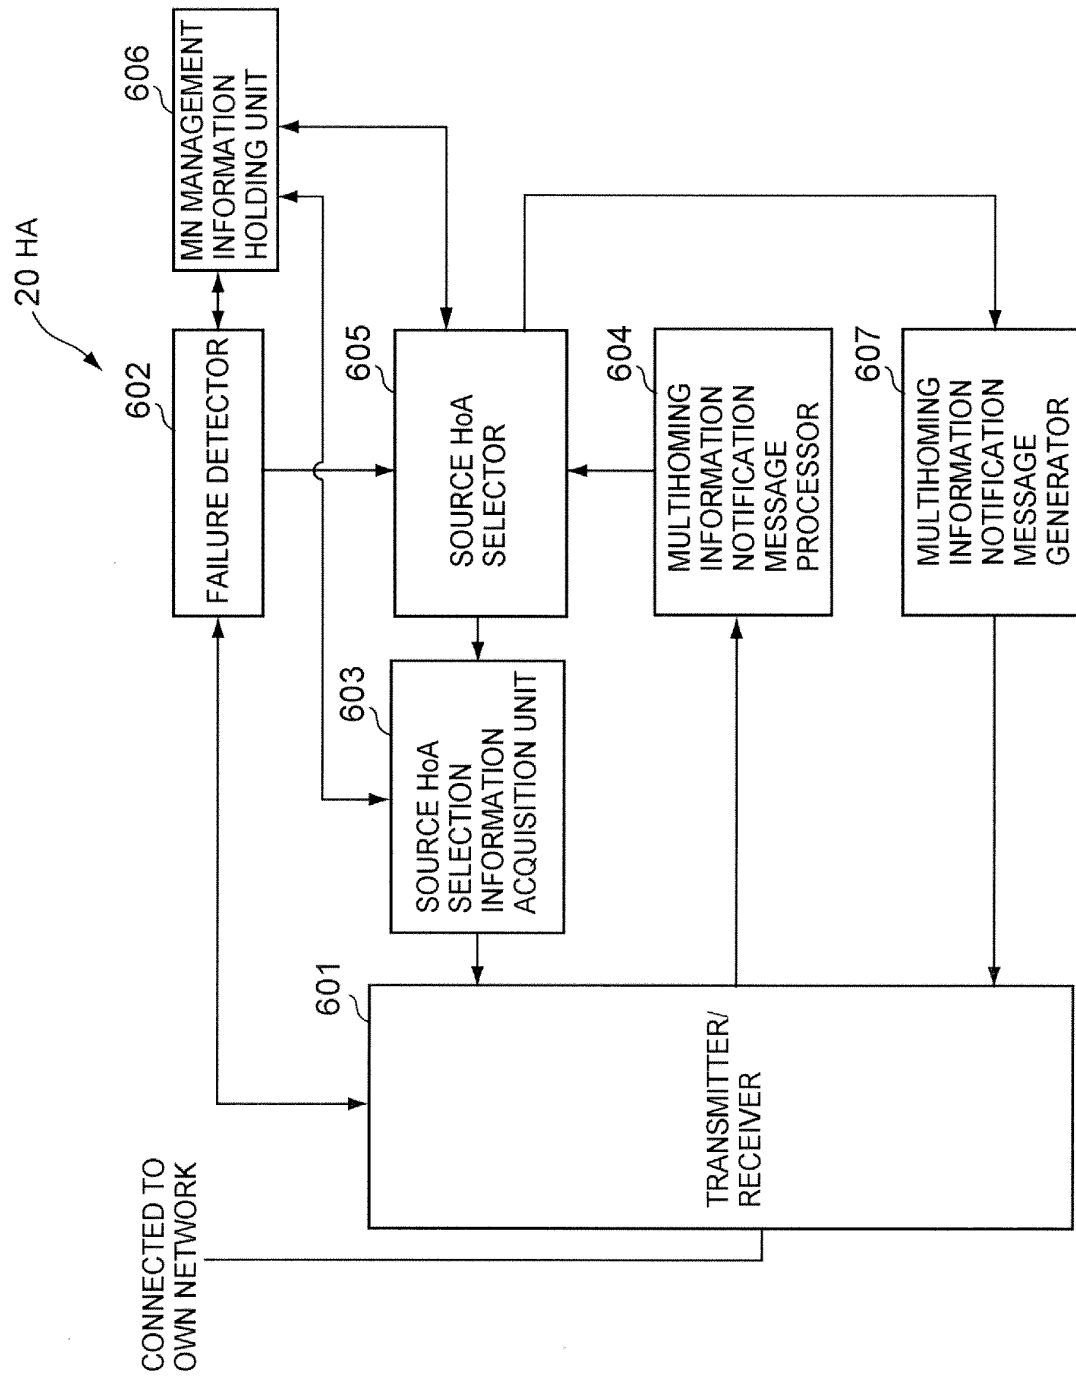 20 HA
CONNECTED TO
OWN NETWORK
601
TRANSMITTER/
RECEIVER
602
FAILURE DETECTOR
606
MN MANAGEMENT
INFORMATION
HOLDING UNIT
603
SOURCE HoA
SELECTION
INFORMATION
ACQUISITION UNIT
605
SOURCE HoA
SELECTOR
604
MULTIHOMING
INFORMATION
NOTIFICATION
MESSAGE
PROCESSOR
607
MULTIHOMING
INFORMATION
NOTIFICATION
MESSAGE
GENERATOR